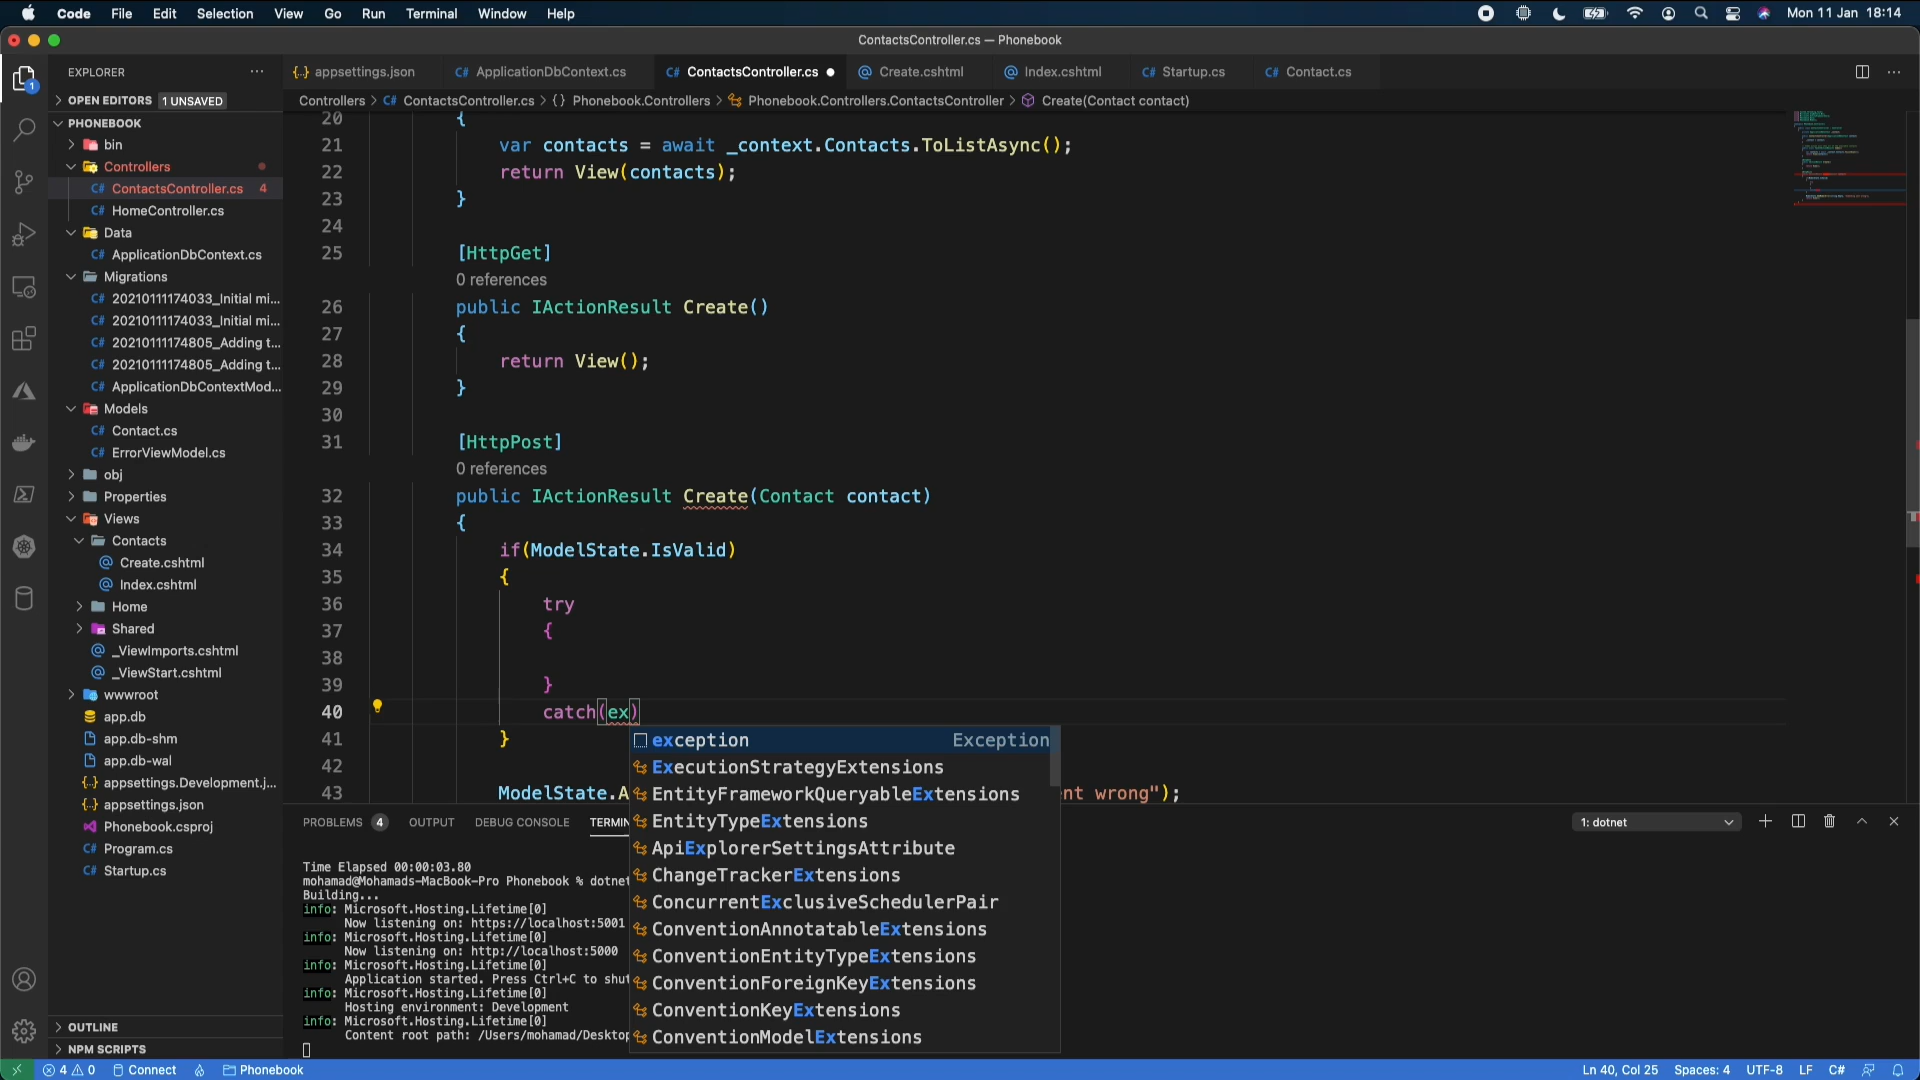 Code File Edit Selection View Go Run Terminal Window Help Mon 11 Jan 18:14
ContactsController.cs — Phonebook
EXPLORER
appsettings.json ApplicationDbContext.cs ContactsController.cs Create.cshtml Index.cshtml Startup.cs Contact.cs
OPEN EDITORS 1 UNSAVED
Controllers > ContactsController.cs > {} Phonebook.Controllers > Phonebook.Controllers.ContactsController > Create(Contact contact)
PHONEBOOK
bin
Controllers
ContactsController.cs 4
HomeController.cs
Data
ApplicationDbContext.cs
Migrations
20210111174033_Initial mi...
20210111174033_Initial mi...
20210111174805_Adding t...
20210111174805_Adding t...
ApplicationDbContextMod...
Models
Contact.cs
ErrorViewModel.cs
obj
Properties
Views
Contacts
Create.cshtml
Index.cshtml
Home
Shared
_ViewImports.cshtml
_ViewStart.cshtml
wwwroot
app.db
app.db-shm
app.db-wal
appsettings.Development.j...
appsettings.json
Phonebook.csproj
Program.cs
Startup.cs
OUTLINE
NPM SCRIPTS
20 {
21 var contacts = await _context.Contacts.ToListAsync();
22 return View(contacts);
23 }
24
25 [HttpGet]
0 references
26 public IActionResult Create()
27 {
28 return View();
29 }
30
31 [HttpPost]
0 references
32 public IActionResult Create(Contact contact)
33 {
34 if(ModelState.IsValid)
35 {
36 try
37 {
38
39 }
40 catch(ex)
41 }
42
43 ModelState.A nt wrong");
exception Exception
ExecutionStrategyExtensions
EntityFrameworkQueryableExtensions
EntityTypeExtensions
ApiExplorerSettingsAttribute
ChangeTrackerExtensions
ConcurrentExclusiveSchedulerPair
ConventionAnnotatableExtensions
ConventionEntityTypeExtensions
ConventionForeignKeyExtensions
ConventionKeyExtensions
ConventionModelExtensions
PROBLEMS 4 OUTPUT DEBUG CONSOLE TERMIN 1: dotnet
Time Elapsed 00:00:03.80
mohamad@Mohamads-MacBook-Pro Phonebook % dotnet
Building...
info: Microsoft.Hosting.Lifetime[0]
Now listening on: https://localhost:5001
info: Microsoft.Hosting.Lifetime[0]
Now listening on: http://localhost:5000
info: Microsoft.Hosting.Lifetime[0]
Application started. Press Ctrl+C to shut
info: Microsoft.Hosting.Lifetime[0]
Hosting environment: Development
info: Microsoft.Hosting.Lifetime[0]
Content root path: /Users/mohamad/Desktop
4 0 Connect Phonebook Ln 40, Col 25 Spaces: 4 UTF-8 LF C#